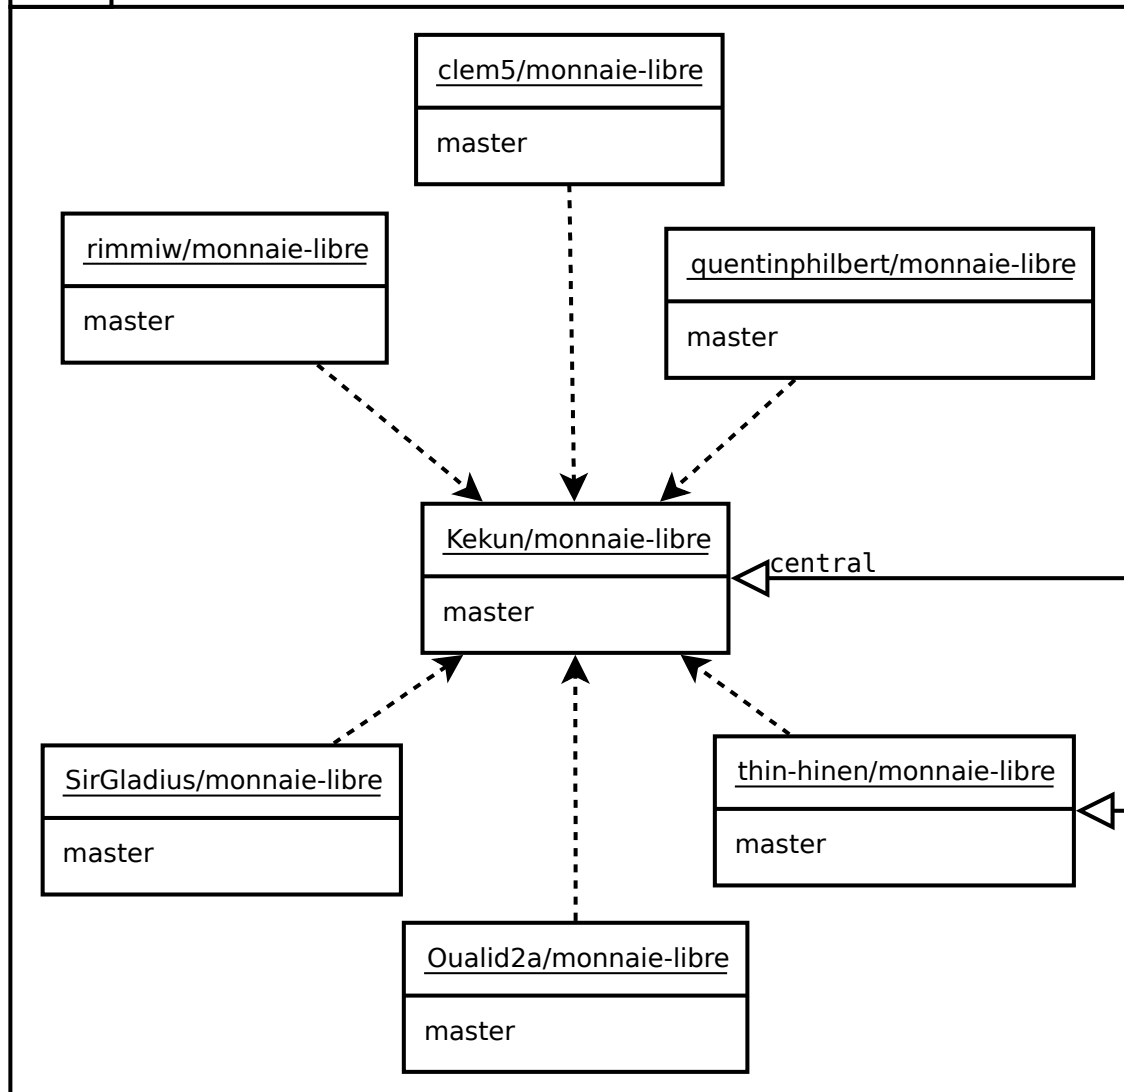 clem5/monnaie-libre
master
rimmiw/monnaie-libre
master
quentinphilbert/monnaie-libre
master
Kekun/monnaie-libre
master
central
SirGladius/monnaie-libre
master
thin-hinen/monnaie-libre
master
Oualid2a/monnaie-libre
master